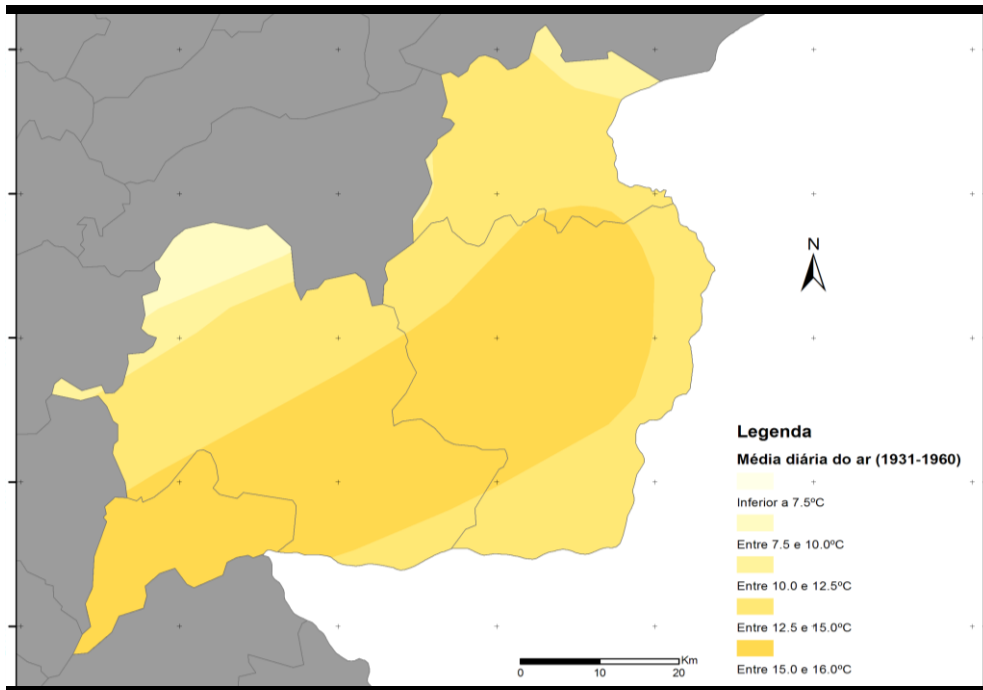 N
Legenda
Média diária do ar (1931-1960)
Inferior a 7.5ºC
Entre 7.5 e 10.0ºC
Entre 10.0 e 12.5ºC
Entre 12.5 e 15.0ºC
Entre 15.0 e 16.0ºC
Km
0 10 20